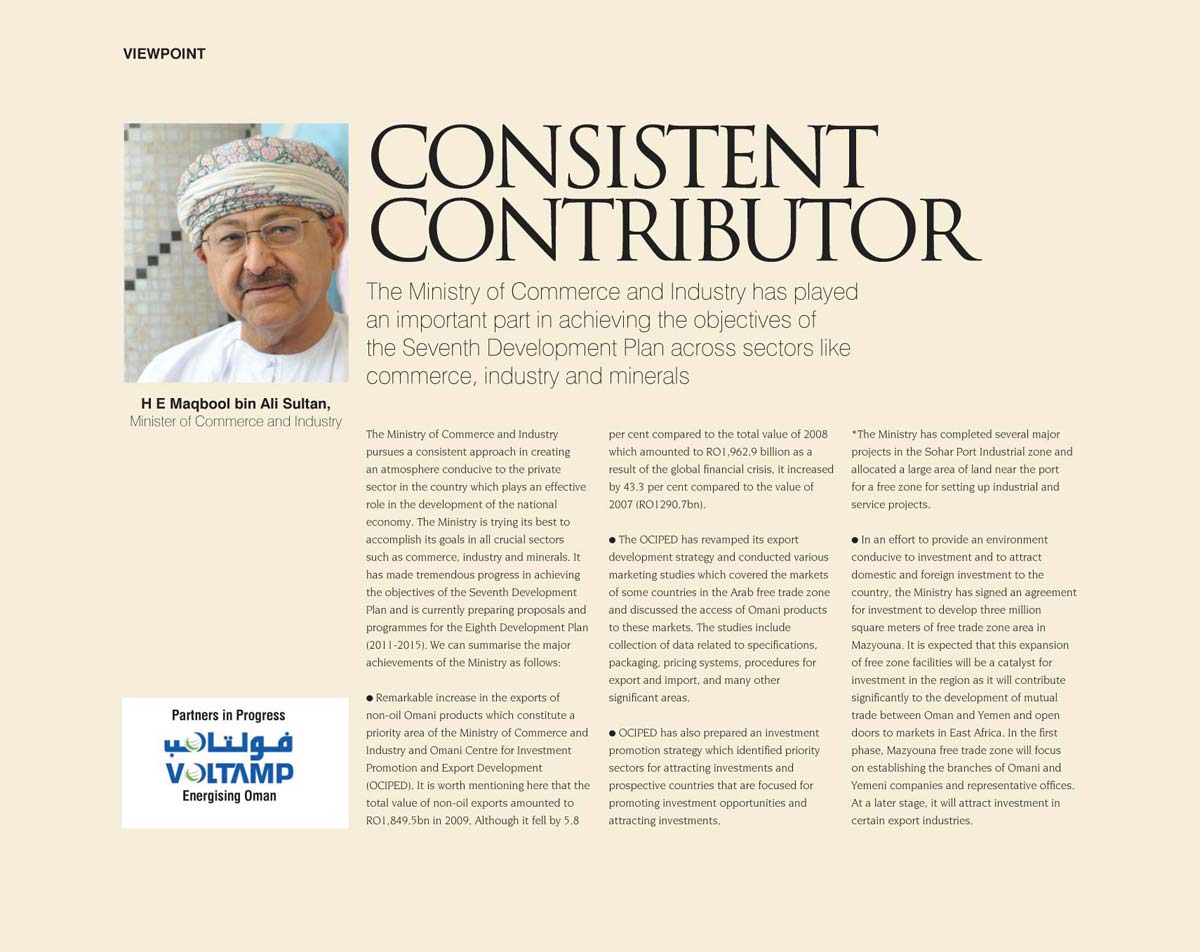 VIEWPOINT
CONSISTENT
CONTRIBUTOR
The Ministry of Commerce and Industry has played
an important part in achieving the objectives of
the Seventh Development Plan across sectors like
commerce, industry and minerals
H E Maqbool bin Ali Sultan,
Minister of Commerce and Industry
The Ministry of Commerce and Industry
pursues a consistent approach in creating
an atmosphere conducive to the private
sector in the country which plays an effective
role in the development of the national
economy. The Ministry is trying its best to
accomplish its goals in all crucial sectors
such as commerce, industry and minerals. It
has made tremendous progress in achieving
the objectives of the Seventh Development
Plan and is currently preparing proposals and
programmes for the Eighth Development Plan
(2011-2015). We can summarise the major
achievements of the Ministry as follows:
● Remarkable increase in the exports of
non-oil Omani products which constitute a
priority area of the Ministry of Commerce and
Industry and Omani Centre for Investment
Promotion and Export Development
(OCIPED). It is worth mentioning here that the
total value of non-oil exports amounted to
RO1,849.5bn in 2009. Although it fell by 5.8
per cent compared to the total value of 2008
which amounted to RO1,962.9 billion as a
result of the global financial crisis, it increased
by 43.3 per cent compared to the value of
2007 (RO1290.7bn).
● The OCIPED has revamped its export
development strategy and conducted various
marketing studies which covered the markets
of some countries in the Arab free trade zone
and discussed the access of Omani products
to these markets. The studies include
collection of data related to specifications,
packaging, pricing systems, procedures for
export and import, and many other
significant areas.
● OCIPED has also prepared an investment
promotion strategy which identified priority
sectors for attracting investments and
prospective countries that are focused for
promoting investment opportunities and
attracting investments.
*The Ministry has completed several major
projects in the Sohar Port Industrial zone and
allocated a large area of land near the port
for a free zone for setting up industrial and
service projects.
● In an effort to provide an environment
conducive to investment and to attract
domestic and foreign investment to the
country, the Ministry has signed an agreement
for investment to develop three million
square meters of free trade zone area in
Mazyouna. It is expected that this expansion
of free zone facilities will be a catalyst for
investment in the region as it will contribute
significantly to the development of mutual
trade between Oman and Yemen and open
doors to markets in East Africa. In the first
phase, Mazyouna free trade zone will focus
on establishing the branches of Omani and
Yemeni companies and representative offices.
At a later stage, it will attract investment in
certain export industries.
Partners in Progress
فولتامب
VOLTAMP
Energising Oman